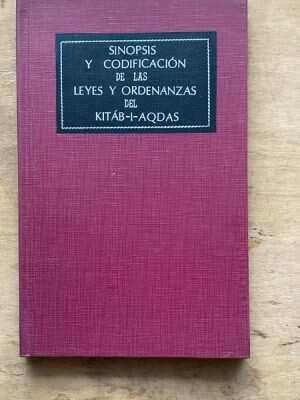 SINOPSIS
Y CODIFICACIÓN
DE LAS
LEYES Y ORDENANZAS
DEL
KITÁB-I-AQDAS